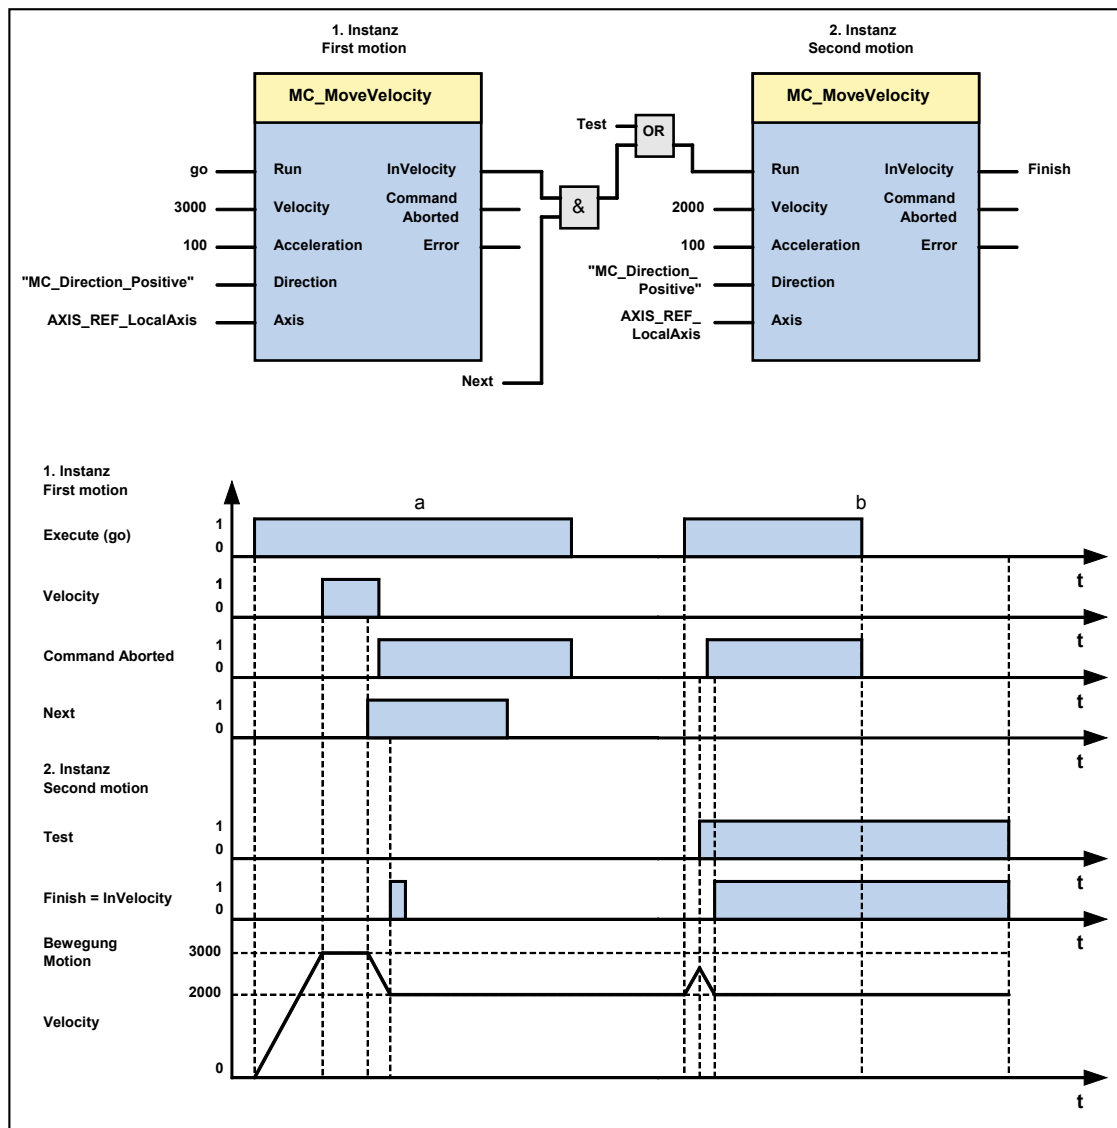 1. Instanz
First motion
2. Instanz
Second motion
MC_MoveVelocity
MC_MoveVelocity
Test
OR
go
Run
InVelocity
Run
InVelocity
Finish
3000
Velocity
Command
Aborted
&
2000
Velocity
Command
Aborted
100
Acceleration
Error
100
Acceleration
Error
"MC_Direction_Positive"
Direction
"MC_Direction_
Positive"
Direction
AXIS_REF_LocalAxis
Axis
AXIS_REF_
LocalAxis
Axis
Next
1. Instanz
First motion
a
b
Execute (go)
1
0
t
Velocity
1
0
t
Command Aborted
1
0
t
Next
1
0
t
2. Instanz
Second motion
Test
1
0
t
Finish = InVelocity
1
0
t
Bewegung
Motion
3000
2000
Velocity
0
t